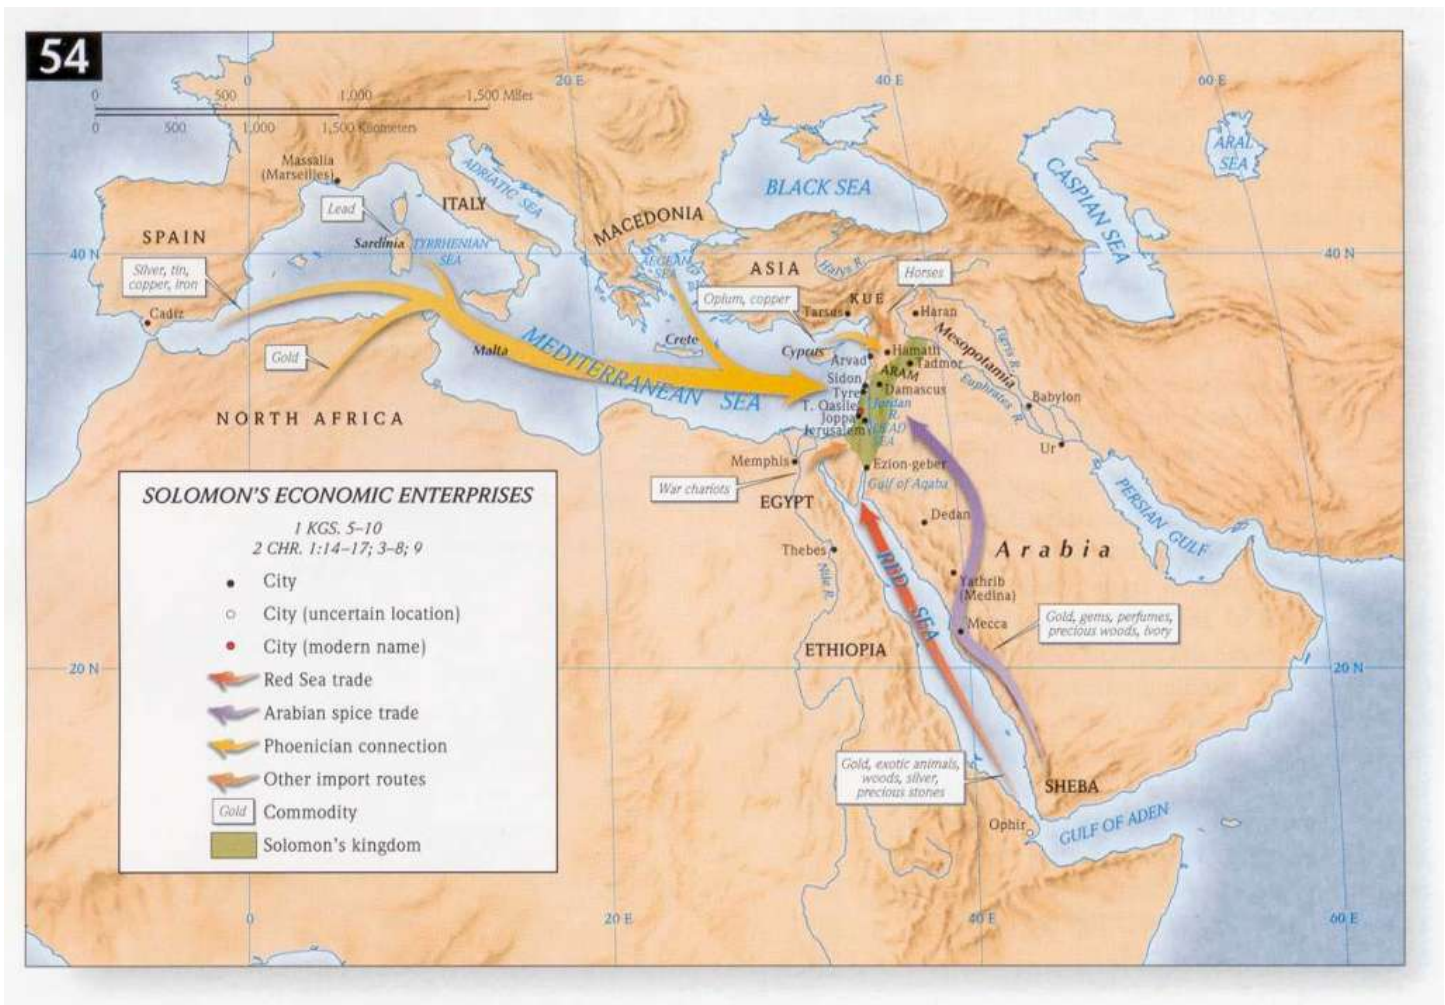 54
0
20 E
40 E
60 E
0 500 1,000 1,500 Miles
0 500 1,000 1,500 Kilometers
ARAL
SEA
Massalia
(Marseilles)
ADRIATIC SEA
BLACK SEA
CASPIAN SEA
Lead
ITALY
MACEDONIA
SPAIN
Sardinia
TYRRHENIAN
SEA
40 N
40 N
AEGEAN
SEA
ASIA
Halys R.
Horses
Silver, tin,
copper, iron
Opium, copper
KUE
Cadiz
Tarsus
Haran
Tigris R.
Mesopotamia
Gold
Malta
MEDITERRANEAN SEA
Crete
Cyprus
Arvad
Hamath
Tadmor
ARAM
Sidon
Damascus
Euphrates R.
Tyre
Babylon
T. Qasile
Jordan
R.
Joppa
Jerusalem
DEAD
SEA
NORTH AFRICA
Ur
Memphis
Ezion-geber
War chariots
Gulf of Aqaba
EGYPT
PERSIAN GULF
Dedan
Thebes
RED SEA
Arabia
Nile R.
Yathrib
(Medina)
Mecca
Gold, gems, perfumes,
precious woods, ivory
ETHIOPIA
20 N
20 N
Gold, exotic animals,
woods, silver,
precious stones
SHEBA
Ophir
GULF OF ADEN
SOLOMON'S ECONOMIC ENTERPRISES
1 KGS. 5–10
2 CHR. 1:14–17; 3–8; 9
City
City (uncertain location)
City (modern name)
Red Sea trade
Arabian spice trade
Phoenician connection
Other import routes
Gold Commodity
Solomon's kingdom
0
20 E
40 E
60 E